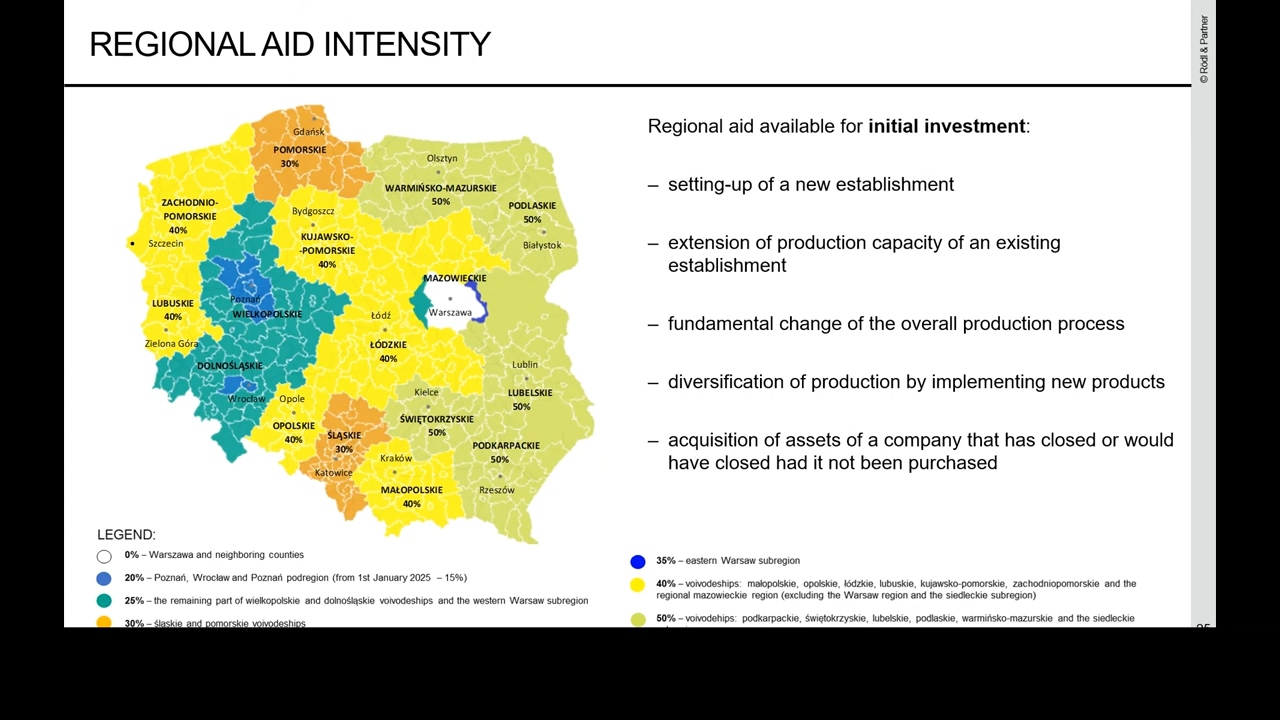 REGIONAL AID INTENSITY
© Rödl & Partner
Gdańsk
POMORSKIE
30%
Olsztyn
WARMIŃSKO-MAZURSKIE
50%
PODLASKIE
50%
Białystok
ZACHODNIO-
POMORSKIE
40%
Szczecin
Bydgoszcz
KUJAWSKO-
-POMORSKIE
40%
MAZOWIECKIE
Warszawa
Poznań
WIELKOPOLSKIE
LUBUSKIE
40%
Zielona Góra
Łódź
ŁÓDZKIE
40%
DOLNOŚLĄSKIE
Wrocław
Opole
OPOLSKIE
40%
Lublin
LUBELSKIE
50%
Kielce
ŚWIĘTOKRZYSKIE
50%
ŚLĄSKIE
30%
Katowice
Kraków
MAŁOPOLSKIE
40%
PODKARPACKIE
50%
Rzeszów
Regional aid available for initial investment:
– setting-up of a new establishment
– extension of production capacity of an existing
establishment
– fundamental change of the overall production process
– diversification of production by implementing new products
– acquisition of assets of a company that has closed or would
have closed had it not been purchased
LEGEND:
0% – Warszawa and neighboring counties
20% – Poznań, Wrocław and Poznań podregion (from 1st January 2025 – 15%)
25% – the remaining part of wielkopolskie and dolnośląskie voivodeships and the western Warsaw subregion
30% – śląskie and pomorskie voivodeships
35% – eastern Warsaw subregion
40% – voivodeships: małopolskie, opolskie, łódzkie, lubuskie, kujawsko-pomorskie, zachodniopomorskie and the
regional mazowieckie region (excluding the Warsaw region and the siedleckie subregion)
50% – voivodehips: podkarpackie, świętokrzyskie, lubelskie, podlaskie, warmińsko-mazurskie and the siedleckie